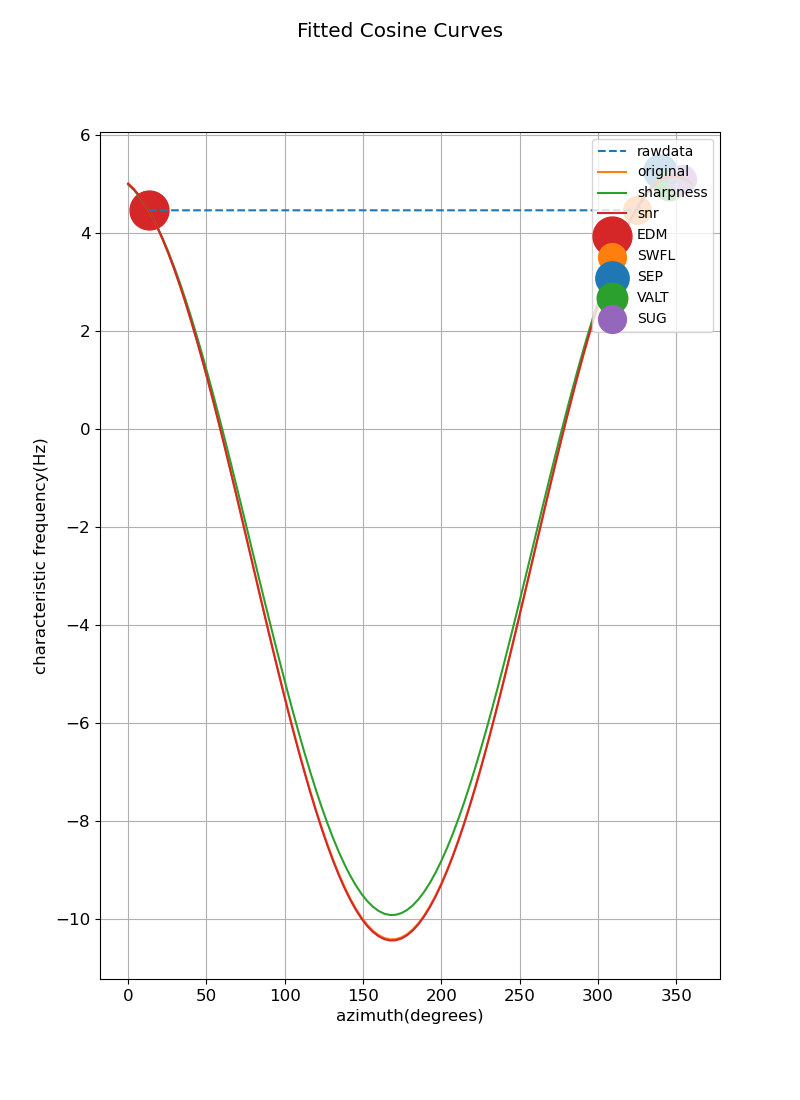 Fitted Cosine Curves
6
4
2
0
−2
−4
−6
−8
−10
characteristic frequency(Hz)
rawdata
original
sharpness
snr
EDM
SWFL
SEP
VALT
SUG
0 50 100 150 200 250 300 350
azimuth(degrees)